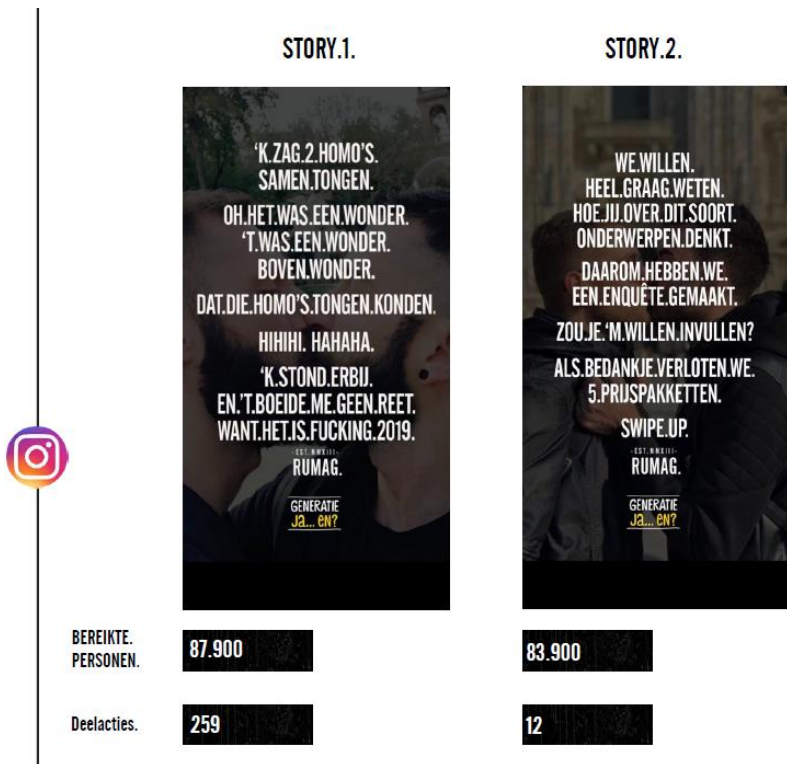 STORY.1.
'K.ZAG.2.HOMO'S.
SAMEN.TONGEN.
OH.HET.WAS.EEN.WONDER.
'T.WAS.EEN.WONDER.
BOVEN.WONDER.
DAT.DIE.HOMO'S.TONGEN.KONDEN.
HIHIHI. HAHAHA.
'K.STOND.ERBIJ.
EN.'T.BOEIDE.ME.GEEN.REET.
WANT.HET.IS.FUCKING.2019.
- EST. MMXIII -
RUMAG.
GENERATIE
Ja... eN?
STORY.2.
WE.WILLEN.
HEEL.GRAAG.WETEN.
HOE.JIJ.OVER.DIT.SOORT.
ONDERWERPEN.DENKT.
DAAROM.HEBBEN.WE.
EEN.ENQUÊTE.GEMAAKT.
ZOU.JE.'M.WILLEN.INVULLEN?
ALS.BEDANKJE.VERLOTEN.WE.
5.PRIJSPAKKETTEN.
SWIPE.UP.
- EST. MMXIII -
RUMAG.
GENERATIE
Ja... eN?
BEREIKTE.
PERSONEN.
87.900
83.900
Deelacties.
259
12